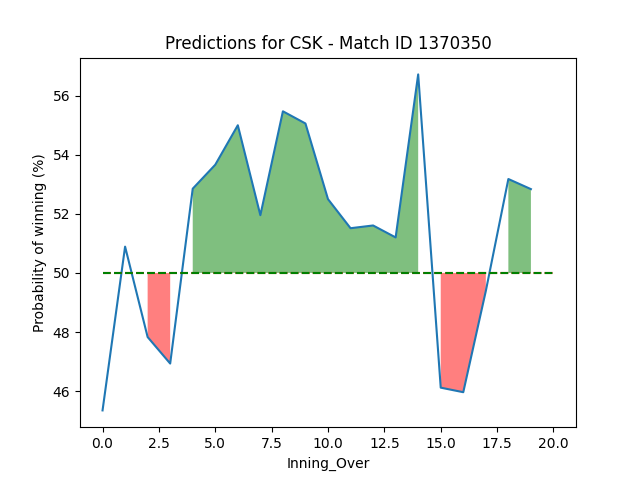 Predictions for CSK - Match ID 1370350
Probability of winning (%)
56
54
52
50
48
46
0.0 2.5 5.0 7.5 10.0 12.5 15.0 17.5 20.0
Inning_Over